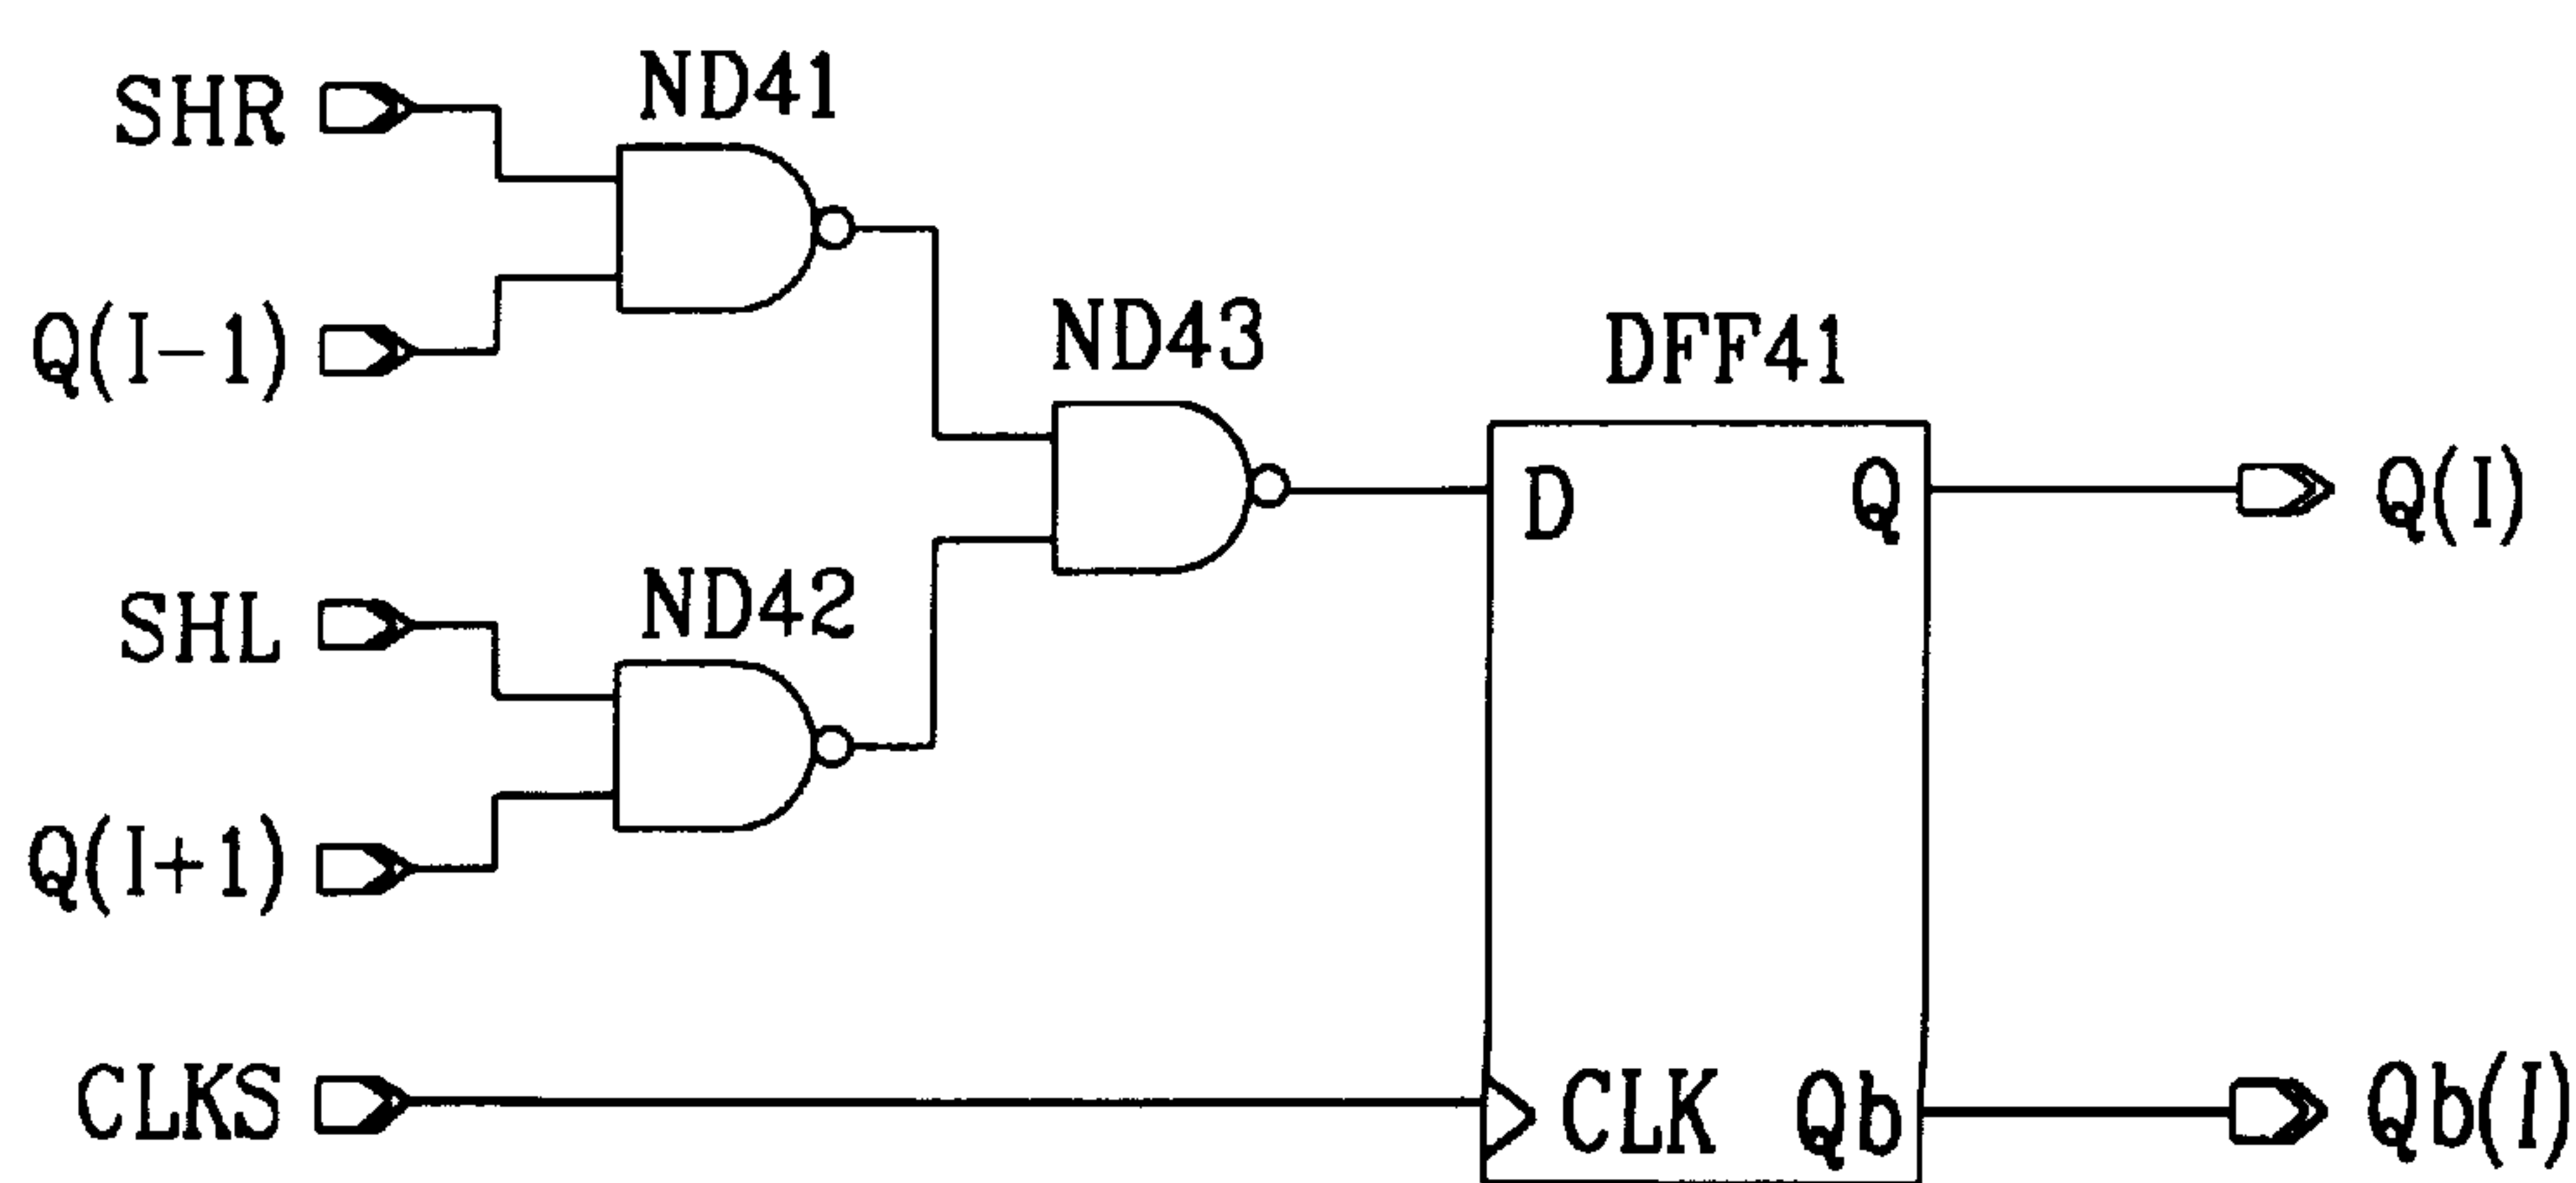 SHR
ND41
Q(I-1)
ND43
DFF41
D
Q
Q(I)
SHL
ND42
Q(I+1)
CLKS
CLK
Qb
Qb(I)